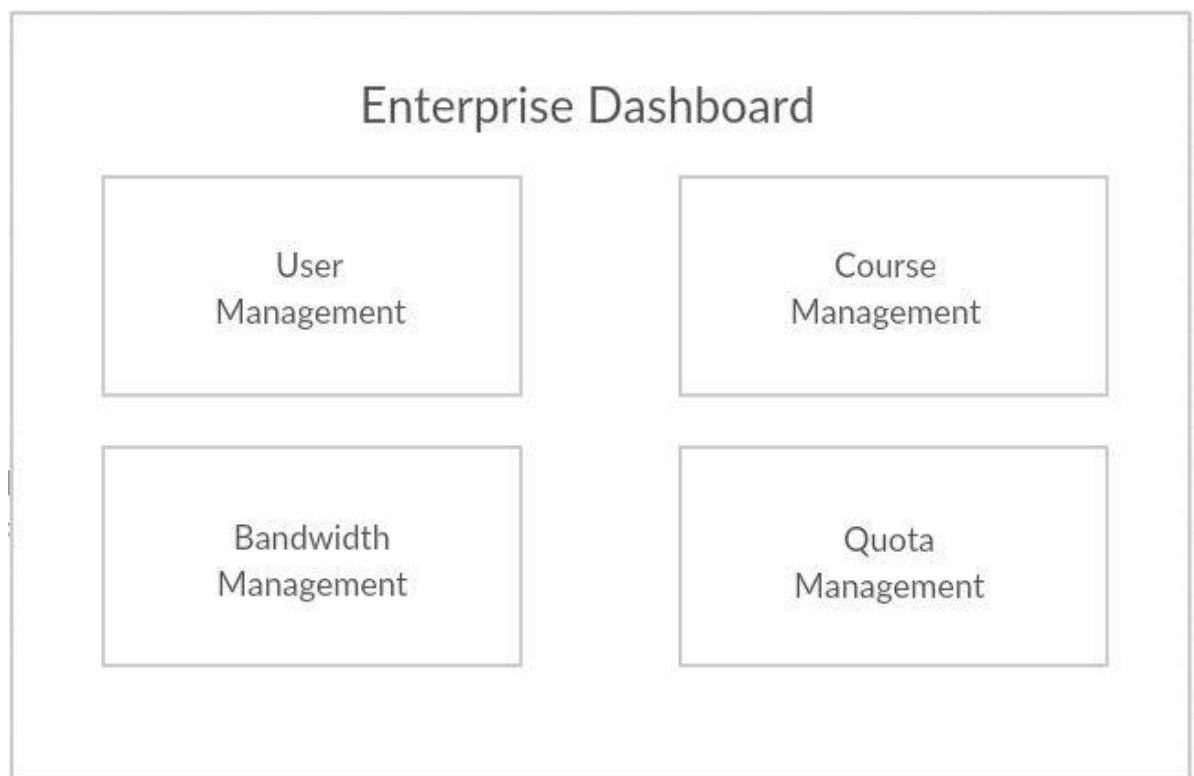 Enterprise Dashboard
User
Management
Course
Management
Bandwidth
Management
Quota
Management